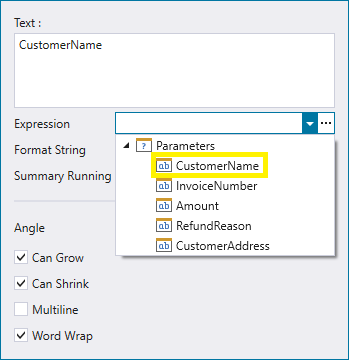 Text :
CustomerName
Expression
Parameters
Format String
CustomerName
Summary Running
InvoiceNumber
Amount
Angle
RefundReason
Can Grow
CustomerAddress
Can Shrink
Multiline
Word Wrap